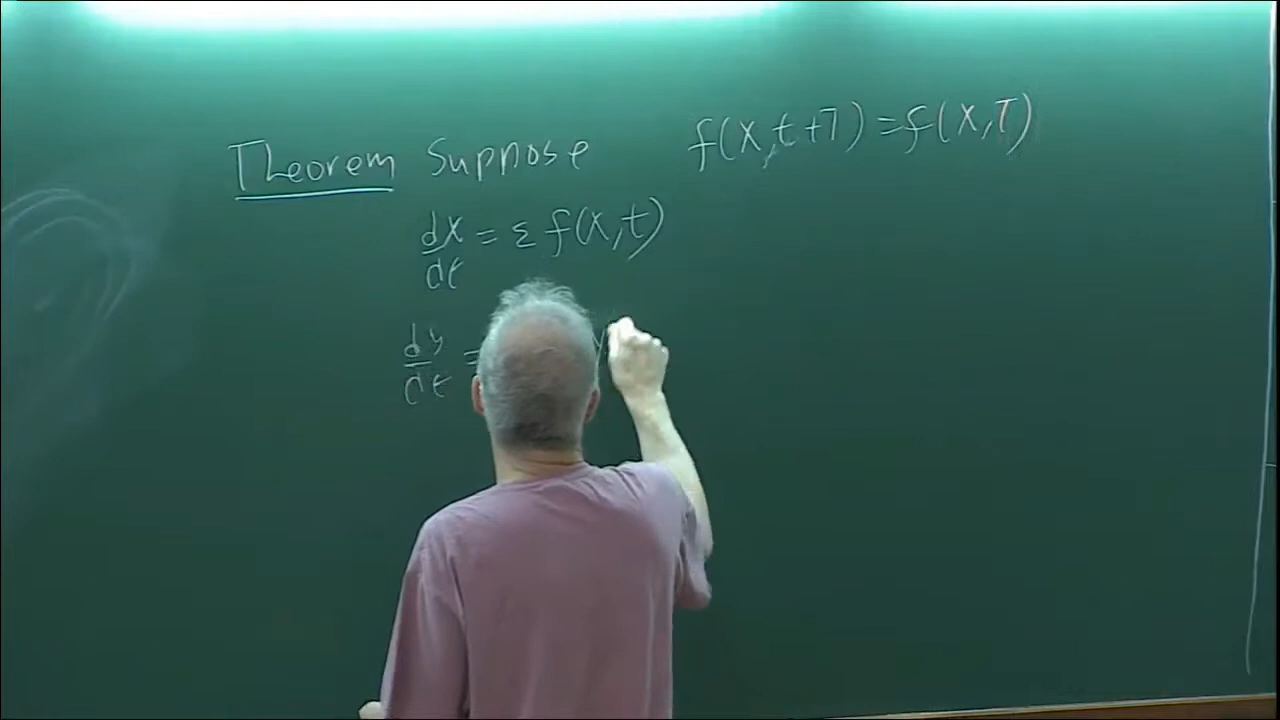 Theorem Suppose f(x,t+T)=f(x,T)
dx/dt = ε f(x,t)
dy/dt =